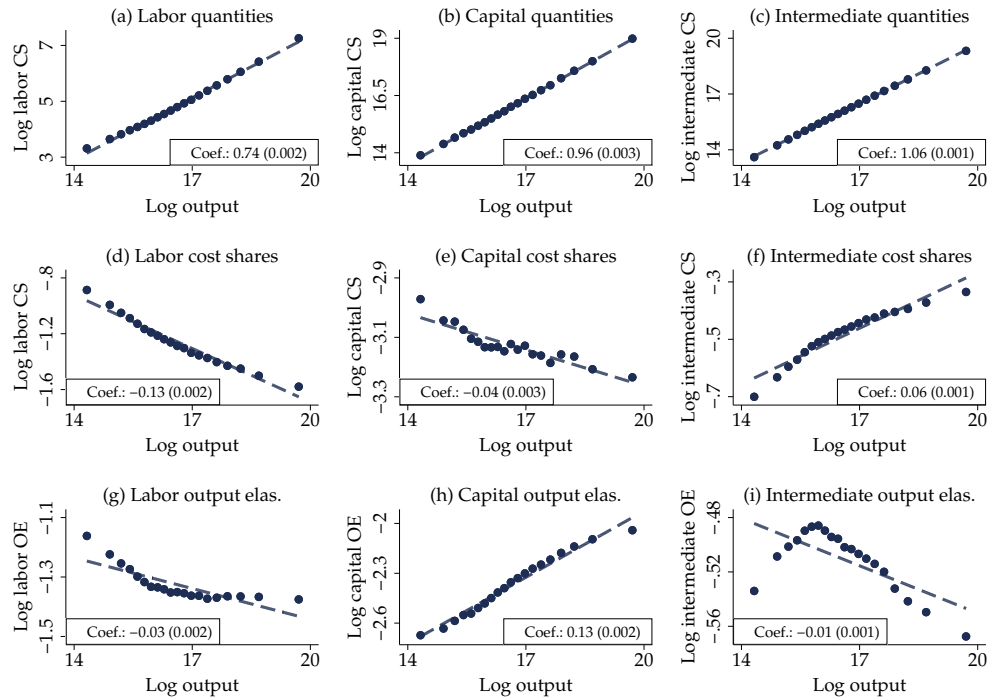 (a) Labor quantities
Log labor CS
7
5
3
Coef.: 0.74 (0.002)
14 17 20
Log output
(b) Capital quantities
Log capital CS
19
16.5
14
Coef.: 0.96 (0.003)
14 17 20
Log output
(c) Intermediate quantities
Log intermediate CS
20
17
14
Coef.: 1.06 (0.001)
14 17 20
Log output
(d) Labor cost shares
Log labor CS
−.8
−1.2
−1.6
Coef.: −0.13 (0.002)
14 17 20
Log output
(e) Capital cost shares
Log capital CS
−2.9
−3.1
−3.3
Coef.: −0.04 (0.003)
14 17 20
Log output
(f) Intermediate cost shares
Log intermediate CS
−.3
−.5
−.7
Coef.: 0.06 (0.001)
14 17 20
Log output
(g) Labor output elas.
Log labor OE
−1.1
−1.3
−1.5
Coef.: −0.03 (0.002)
14 17 20
Log output
(h) Capital output elas.
Log capital OE
−2
−2.3
−2.6
Coef.: 0.13 (0.002)
14 17 20
Log output
(i) Intermediate output elas.
Log intermediate OE
−.48
−.52
−.56
Coef.: −0.01 (0.001)
14 17 20
Log output